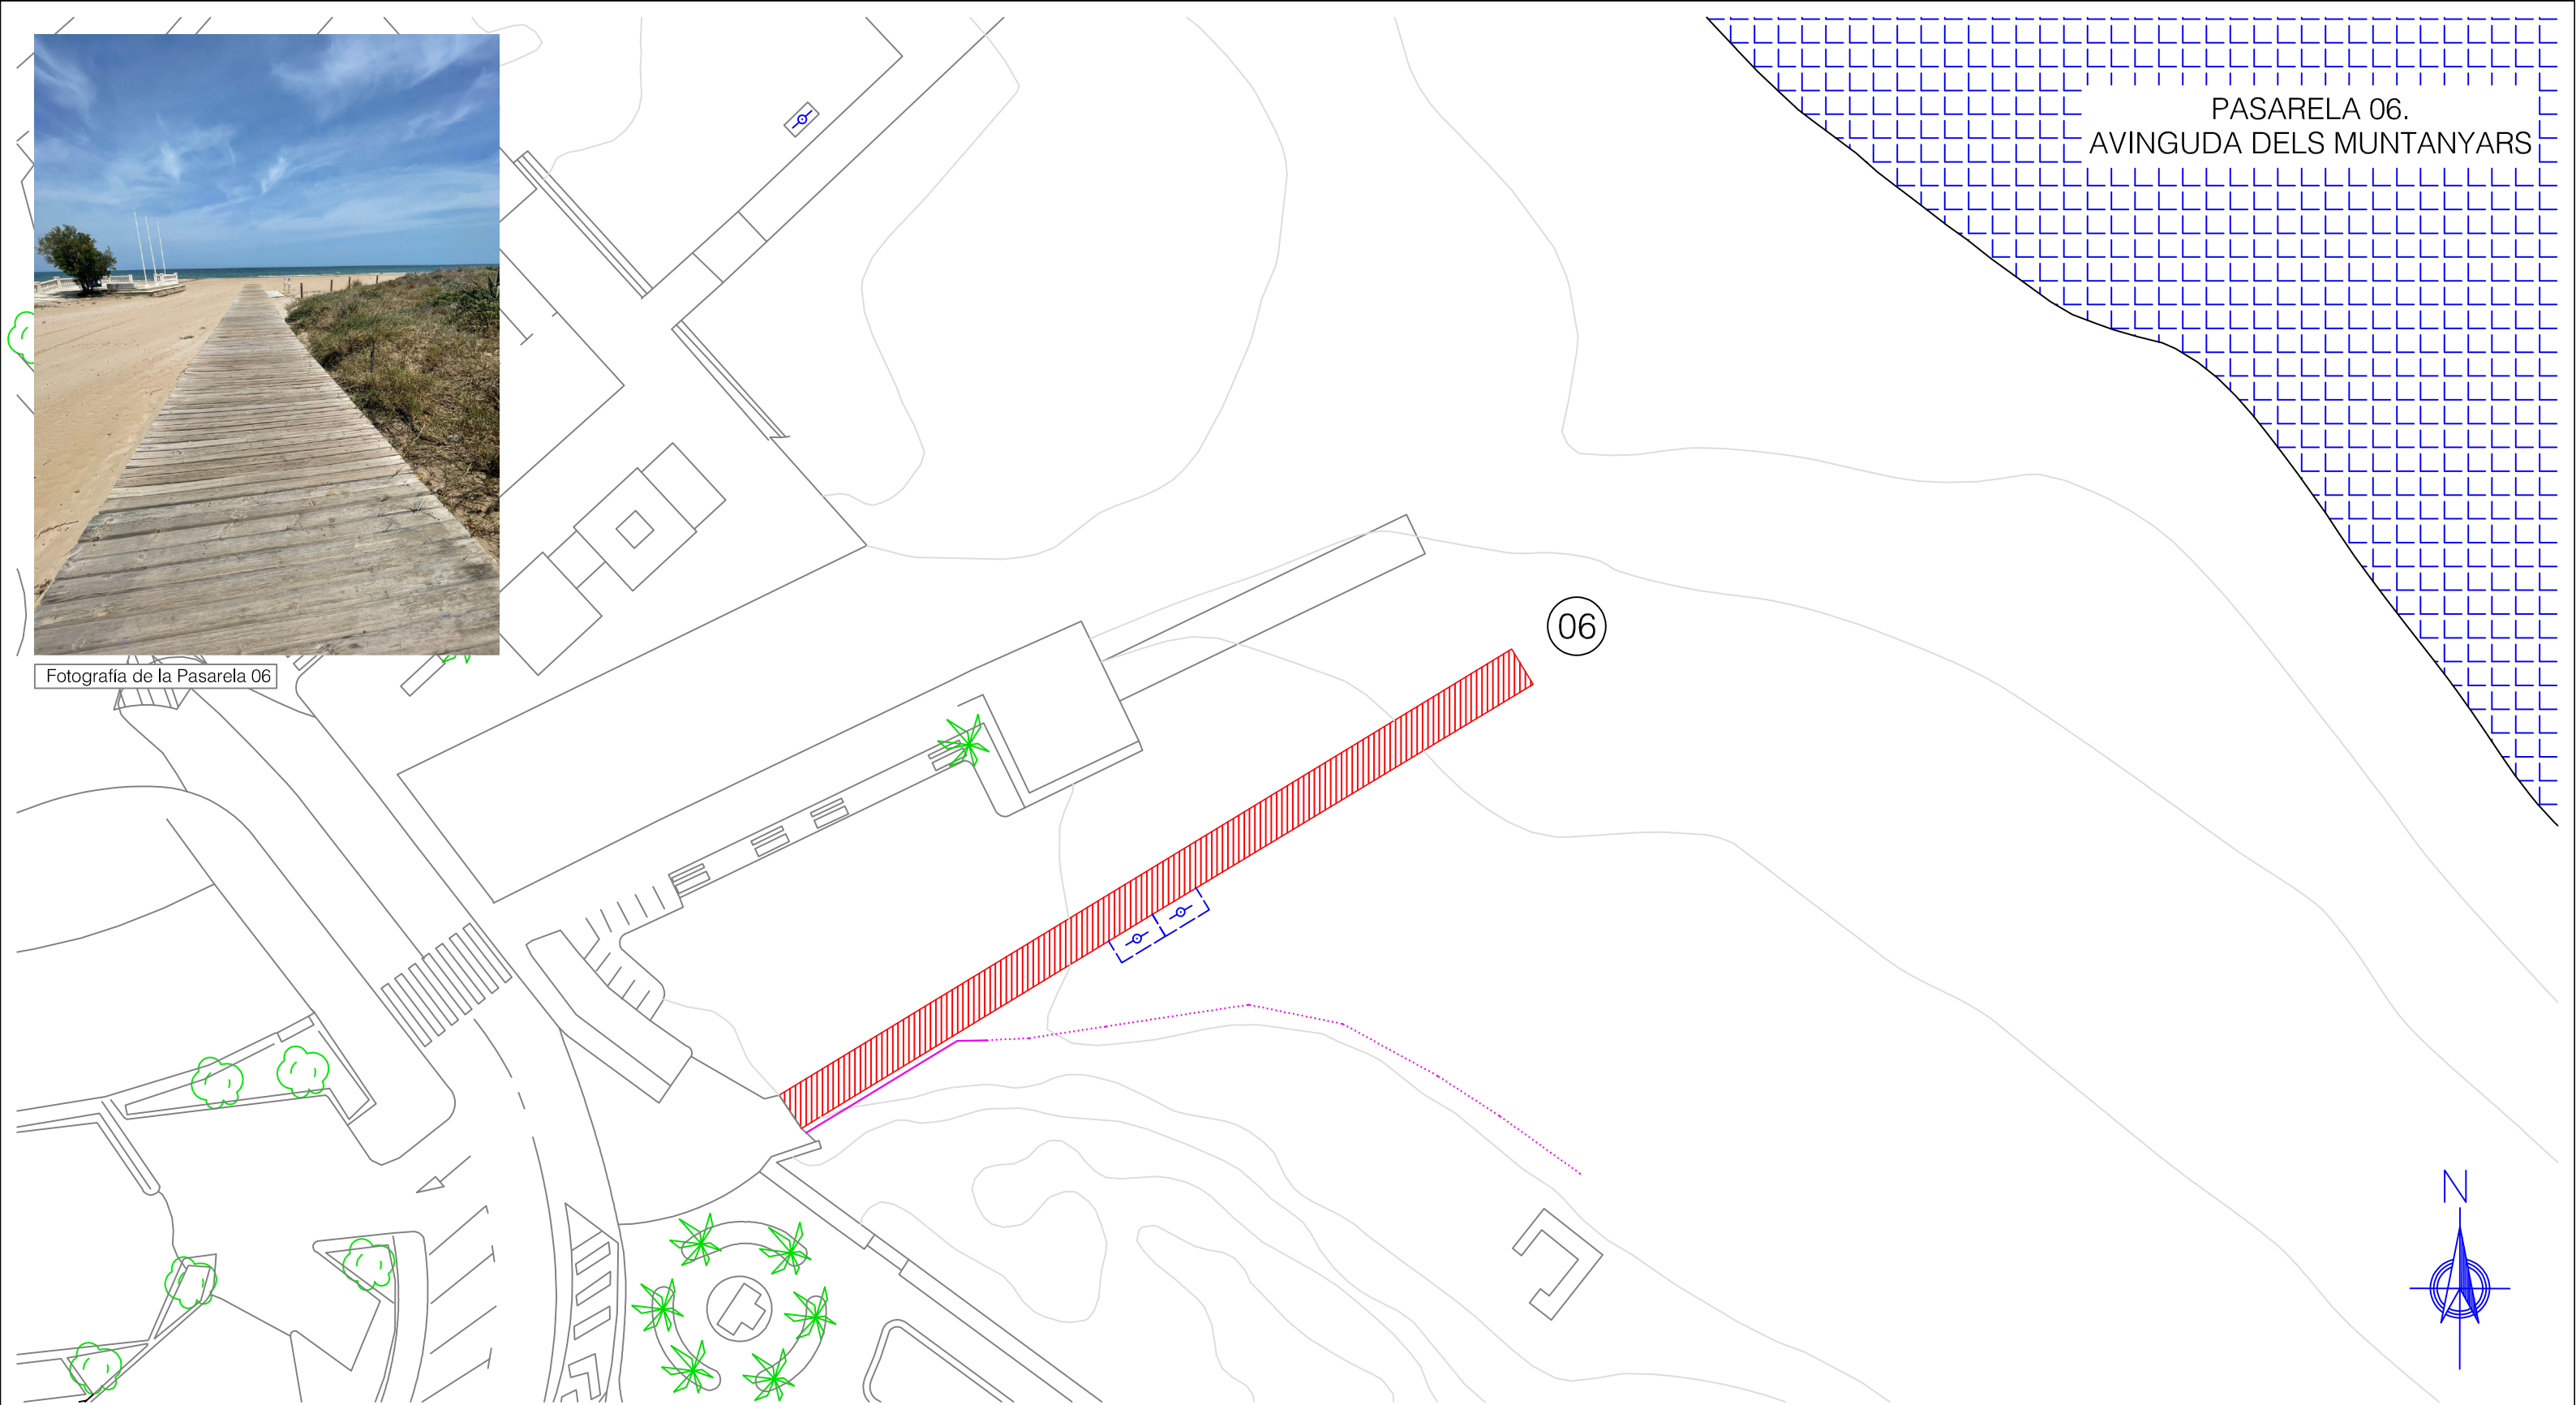 PASARELA 06.
AVINGUDA DELS MUNTANYARS
06
Fotografía de la Pasarela 06
N